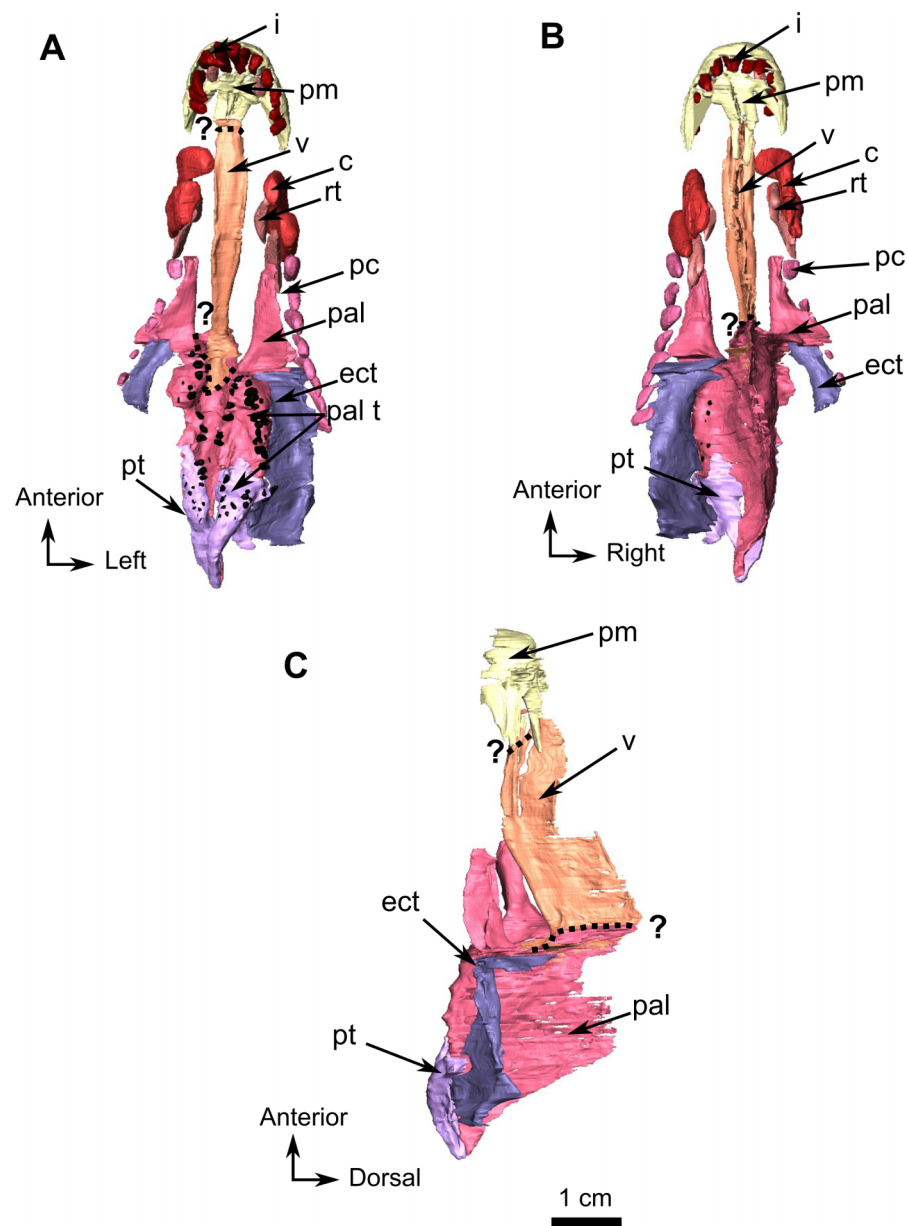 A
i
pm
?
v
c
rt
pc
?
pal
ect
pal t
pt
Anterior
Left
B
i
pm
v
c
rt
pc
?
pal
ect
pt
Anterior
Right
C
pm
?
v
ect
?
pal
pt
Anterior
Dorsal
1 cm